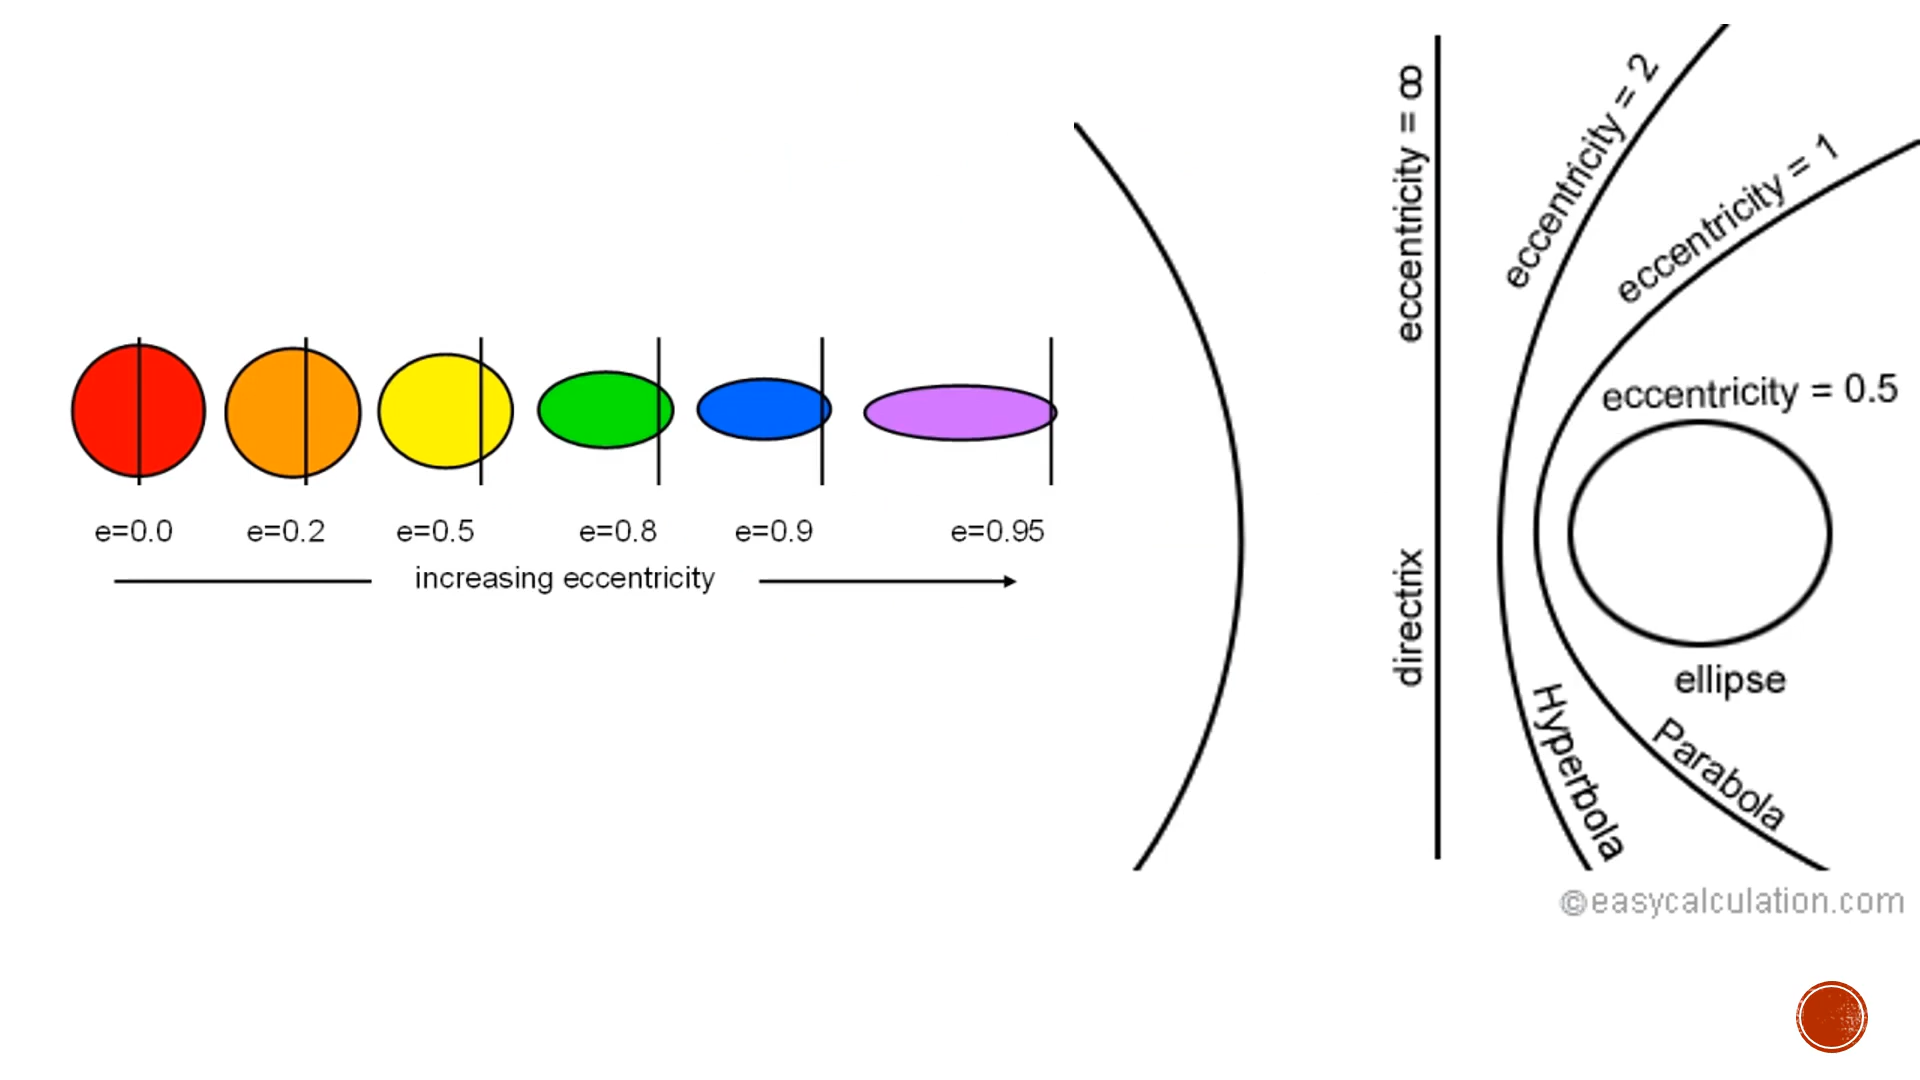 e=0.0
e=0.2
e=0.5
e=0.8
e=0.9
e=0.95
increasing eccentricity
eccentricity = ∞
directrix
eccentricity = 2
Hyperbola
eccentricity = 1
Parabola
eccentricity = 0.5
ellipse
©easycalculation.com